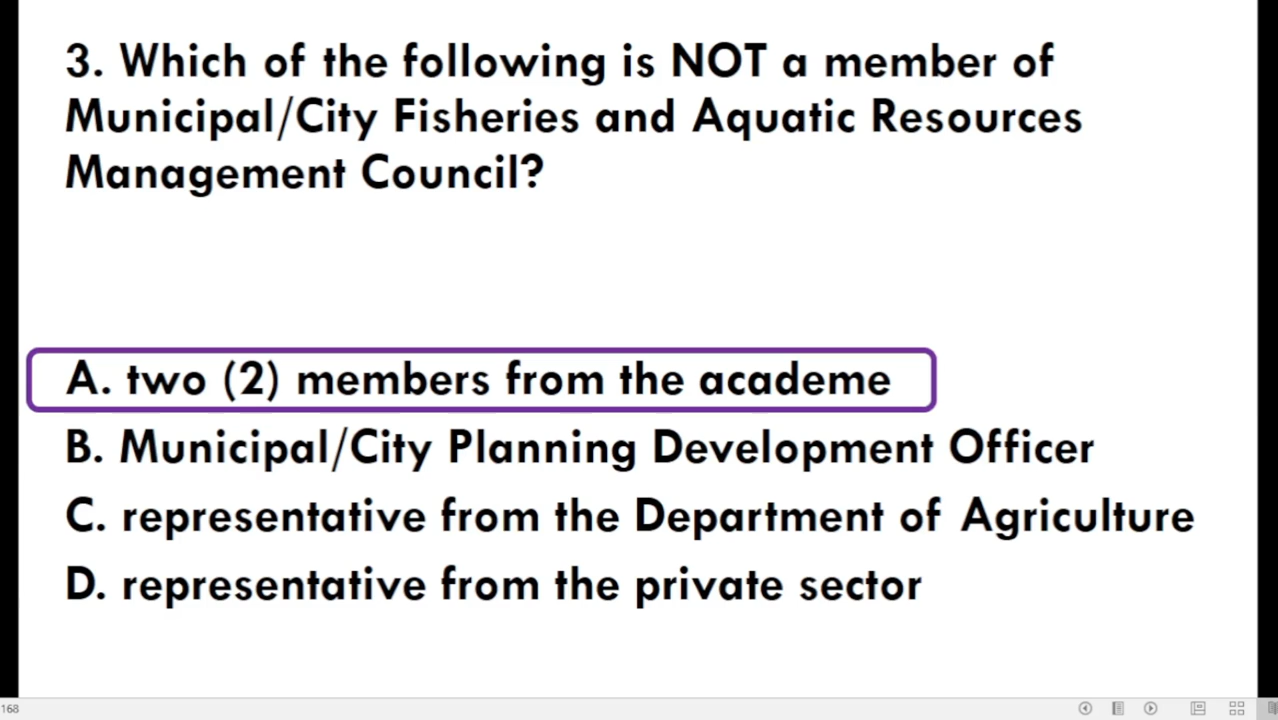 3. Which of the following is NOT a member of
Municipal/City Fisheries and Aquatic Resources
Management Council?
A. two (2) members from the academe
B. Municipal/City Planning Development Officer
C. representative from the Department of Agriculture
D. representative from the private sector
168